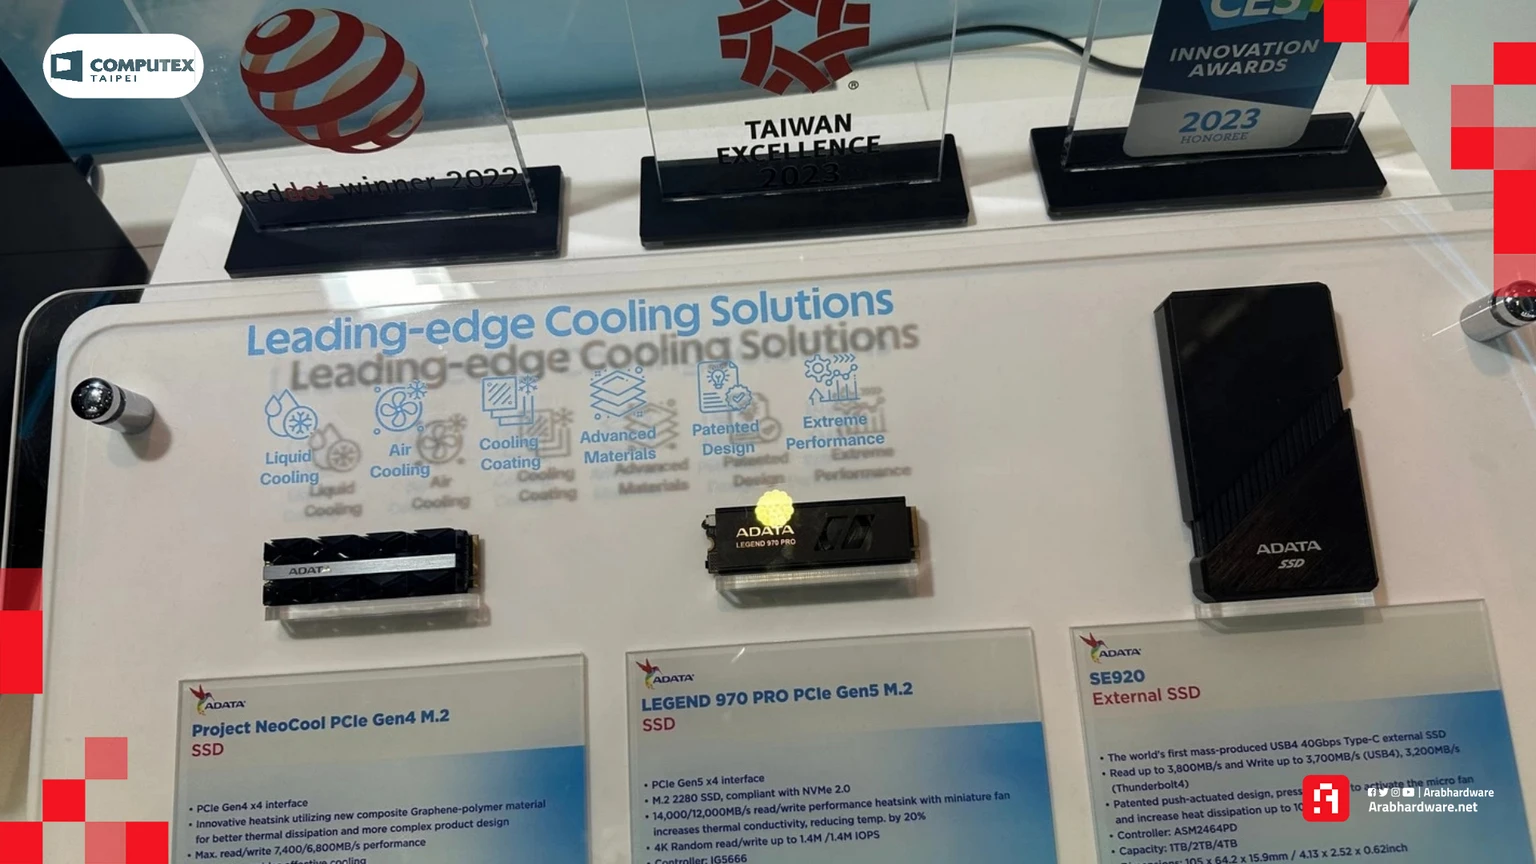 COMPUTEX
TAIPEI
reddot winner 2022
TAIWAN
EXCELLENCE
2023
CES
INNOVATION
AWARDS
2023
HONOREE
Leading-edge Cooling Solutions
Liquid
Cooling
Air
Cooling
Cooling
Coating
Advanced
Materials
Patented
Design
Extreme
Performance
ADATA
ADATA
LEGEND 970 PRO
ADATA
SSD
ADATA
Project NeoCool PCIe Gen4 M.2
SSD
• PCIe Gen4 x4 interface
• Innovative heatsink utilizing new composite Graphene-polymer material
for better thermal dissipation and more complex product design
• Max. read/write 7,400/6,800MB/s performance
effective cooling
ADATA
LEGEND 970 PRO PCIe Gen5 M.2
SSD
• PCIe Gen5 x4 interface
• M.2 2280 SSD, compliant with NVMe 2.0
• 14,000/12,000MB/s read/write performance heatsink with miniature fan
increases thermal conductivity, reducing temp. by 20%
• 4K Random read/write up to 1.4M /1.4M IOPS
• Controller: IG5666
ADATA
SE920
External SSD
• The world's first mass-produced USB4 40Gbps Type-C external SSD
• Read up to 3,800MB/s and Write up to 3,700MB/s (USB4), 3,200MB/s
(Thunderbolt4)
• Patented push-actuated design, press to activate the micro fan
and increase heat dissipation up to
• Controller: ASM2464PD
• Capacity: 1TB/2TB/4TB
• Dimensions: 105 x 64.2 x 15.9mm / 4.13 x 2.52 x 0.62inch
| Arabhardware
Arabhardware.net